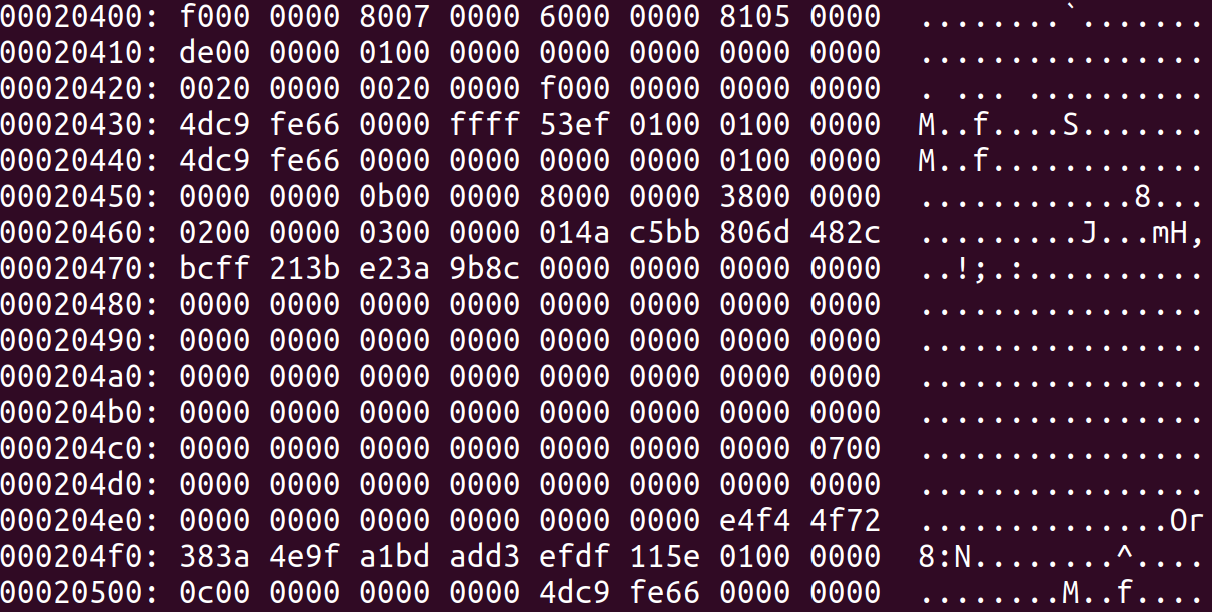 00020400: f000 0000 8007 0000 6000 0000 8105 0000  ........`.......
00020410: de00 0000 0100 0000 0000 0000 0000 0000  ................
00020420: 0020 0000 0020 0000 f000 0000 0000 0000  . ... ..........
00020430: 4dc9 fe66 0000 ffff 53ef 0100 0100 0000  M..f....S.......
00020440: 4dc9 fe66 0000 0000 0000 0000 0100 0000  M..f............
00020450: 0000 0000 0b00 0000 8000 0000 3800 0000  ............8...
00020460: 0200 0000 0300 0000 014a c5bb 806d 482c  .........J...mH,
00020470: bcff 213b e23a 9b8c 0000 0000 0000 0000  ..!;.:..........
00020480: 0000 0000 0000 0000 0000 0000 0000 0000  ................
00020490: 0000 0000 0000 0000 0000 0000 0000 0000  ................
000204a0: 0000 0000 0000 0000 0000 0000 0000 0000  ................
000204b0: 0000 0000 0000 0000 0000 0000 0000 0000  ................
000204c0: 0000 0000 0000 0000 0000 0000 0000 0700  ................
000204d0: 0000 0000 0000 0000 0000 0000 0000 0000  ................
000204e0: 0000 0000 0000 0000 0000 0000 e4f4 4f72  ..............Or
000204f0: 383a 4e9f a1bd add3 efdf 115e 0100 0000  8:N........^....
00020500: 0c00 0000 0000 0000 4dc9 fe66 0000 0000  ........M..f....